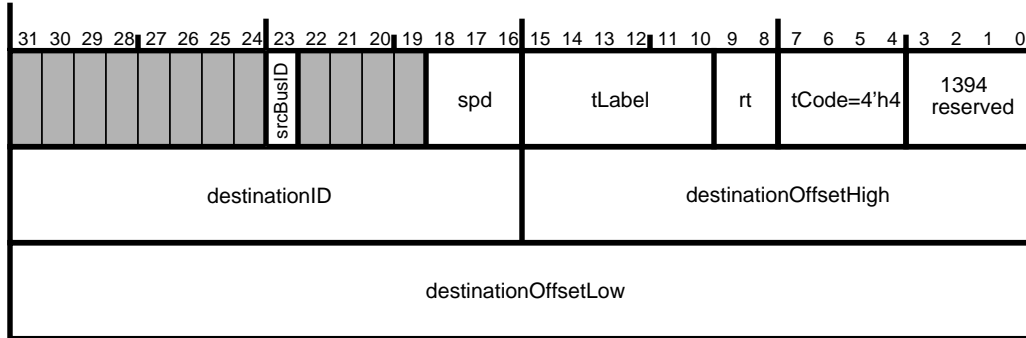 31 30 29 28 27 26 25 24 23 22 21 20 19 18 17 16 15 14 13 12 11 10 9 8 7 6 5 4 3 2 1 0
srcBusID spd tLabel rt tCode=4’h4 1394
reserved
destinationID destinationOffsetHigh
destinationOffsetLow